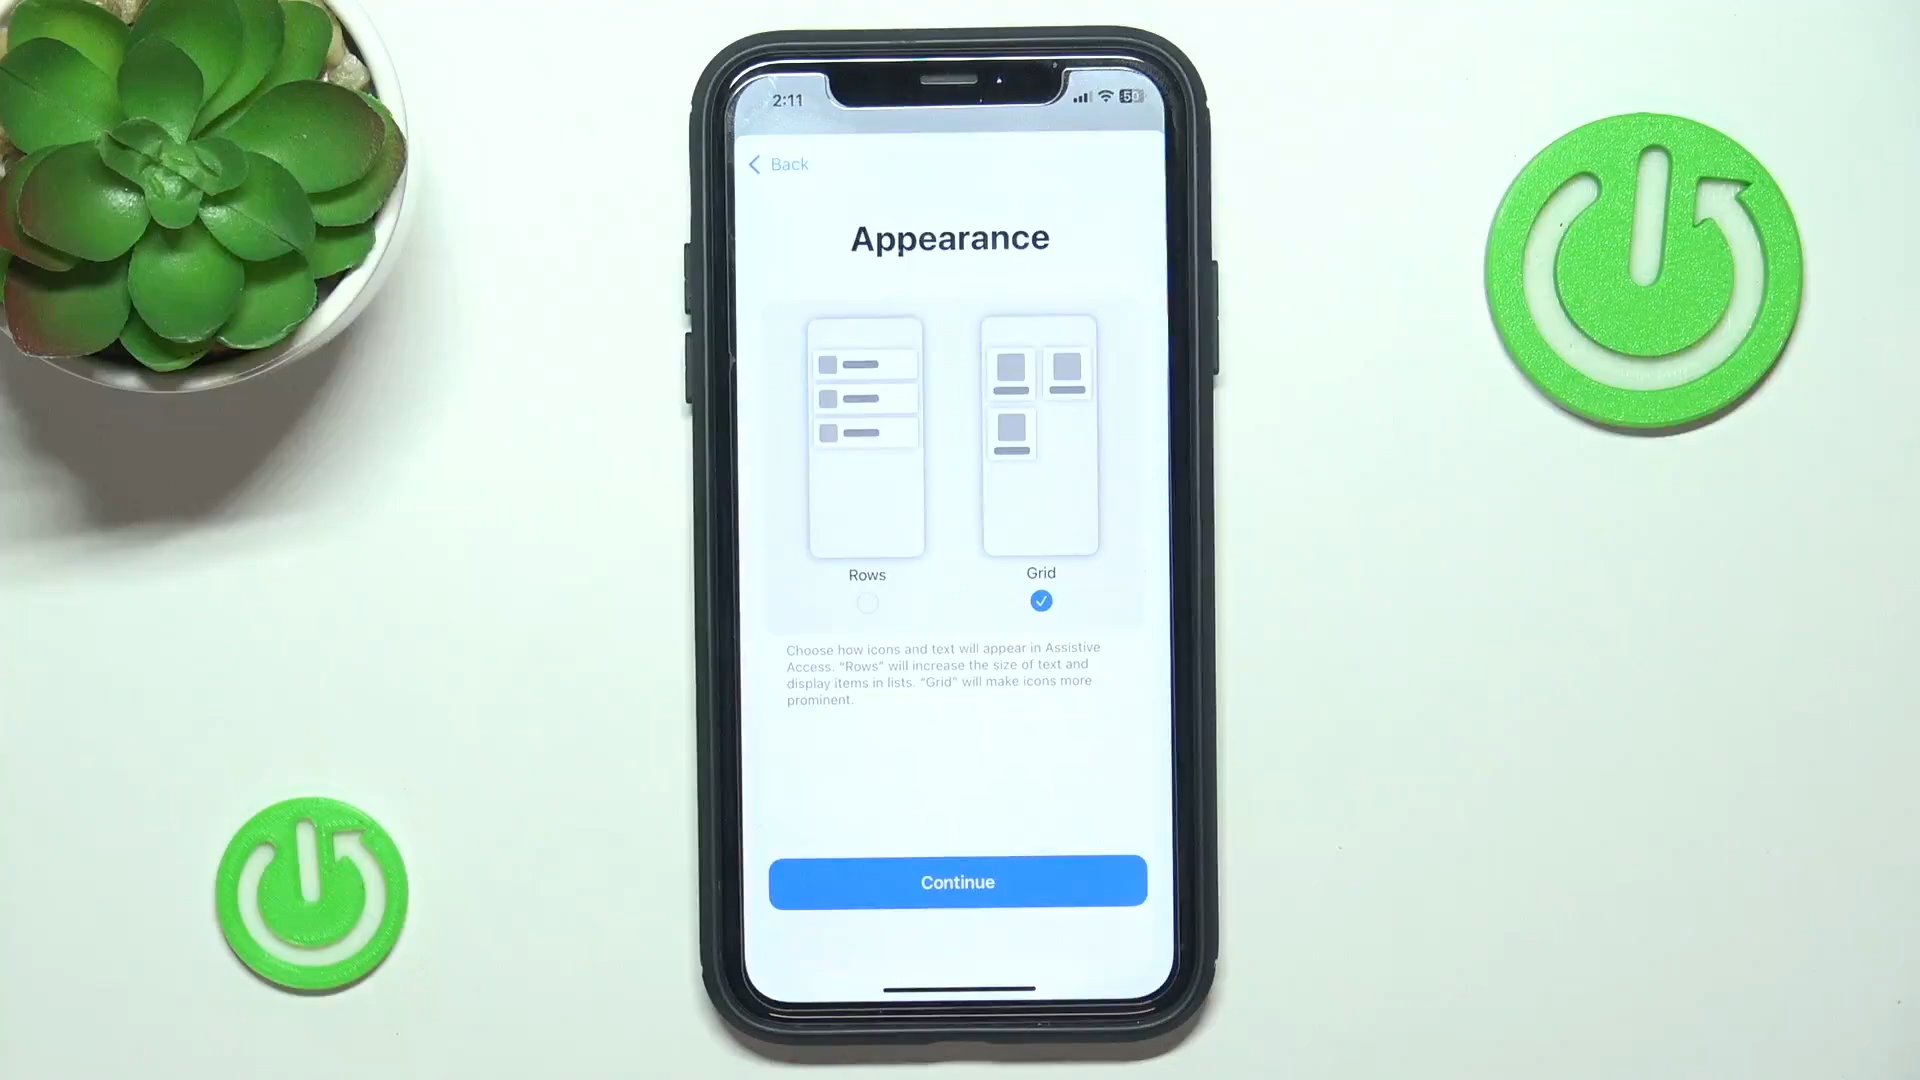 2:11
50
Back
Appearance
Rows
Grid
Choose how icons and text will appear in Assistive
Access. “Rows” will increase the size of text and
display items in lists. “Grid” will make icons more
prominent.
Continue